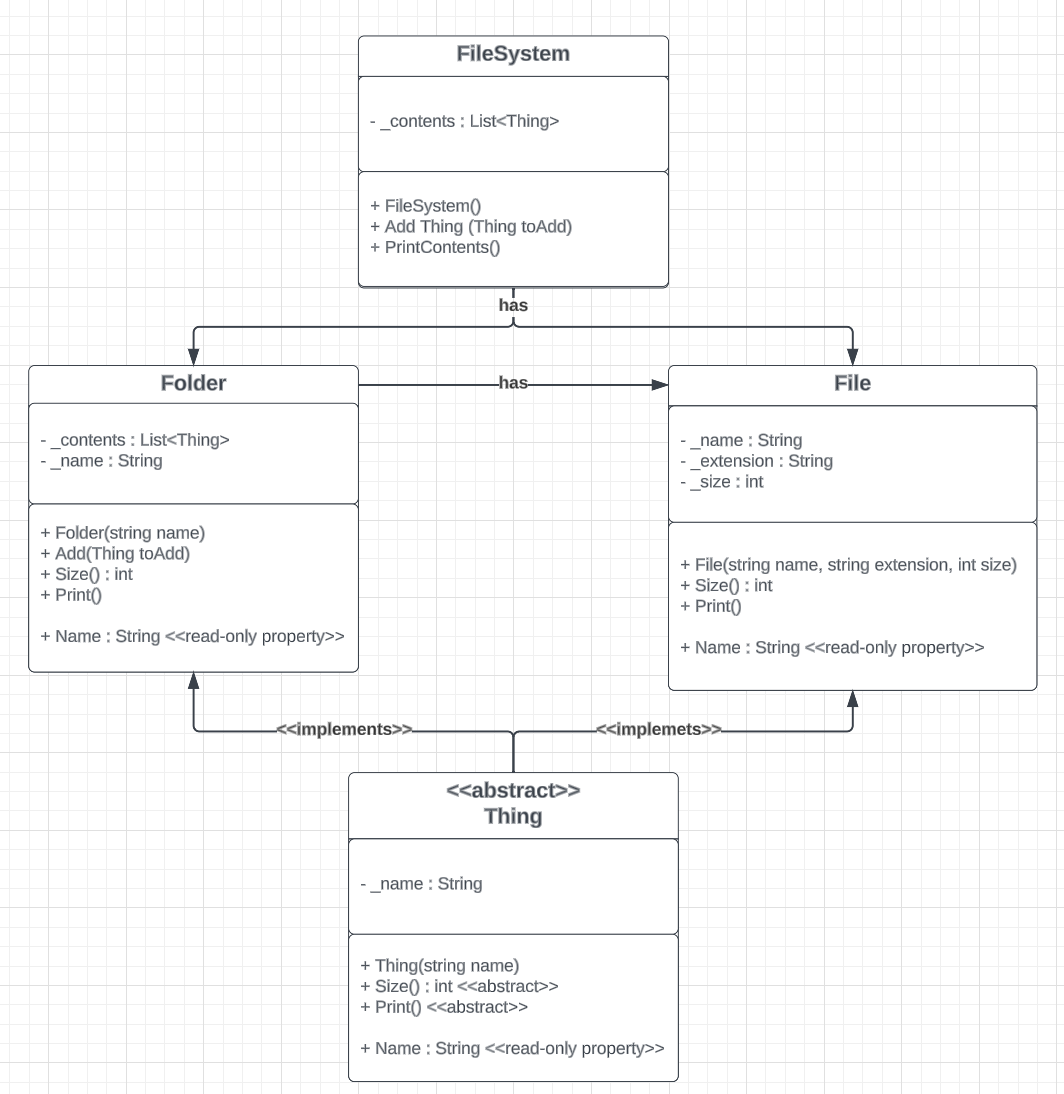 FileSystem
- _contents : List<Thing>
+ FileSystem()
+ Add Thing (Thing toAdd)
+ PrintContents()
has
Folder
- _contents : List<Thing>
- _name : String
+ Folder(string name)
+ Add(Thing toAdd)
+ Size() : int
+ Print()
+ Name : String <<read-only property>>
has
File
- _name : String
- _extension : String
- _size : int
+ File(string name, string extension, int size)
+ Size() : int
+ Print()
+ Name : String <<read-only property>>
<<implements>>
<<implemets>>
<<abstract>>
Thing
- _name : String
+ Thing(string name)
+ Size() : int <<abstract>>
+ Print() <<abstract>>
+ Name : String <<read-only property>>